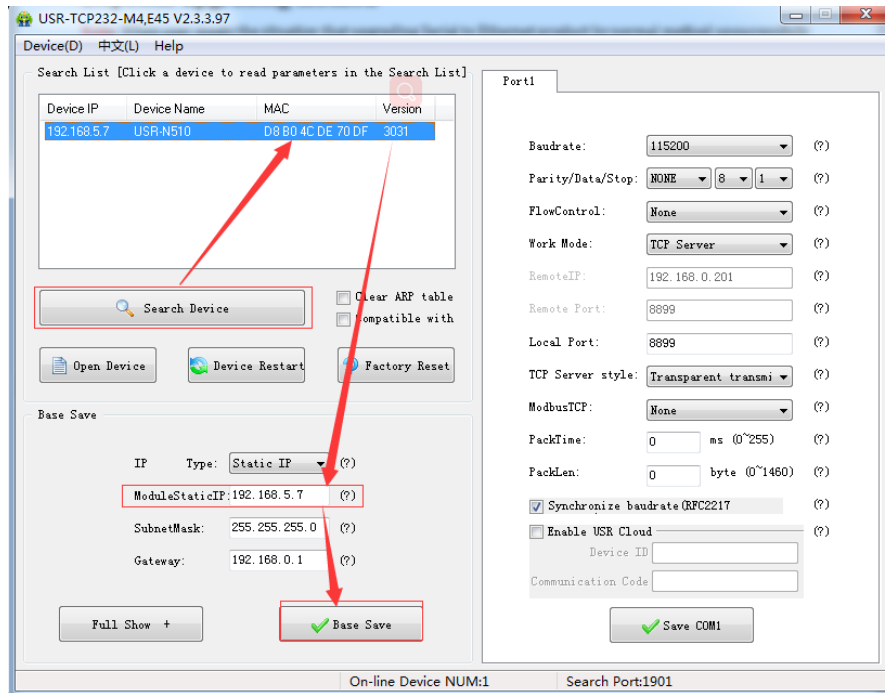 USR-TCP232-M4,E45 V2.3.3.97
Device(D) 中文(L) Help
Search List [Click a device to read parameters in the Search List]
Device IP Device Name MAC Version
192.168.5.7 USR-N510 D8 B0 4C DE 70 DF 3031
Search Device
Clear ARP table
Compatible with
Open Device
Device Restart
Factory Reset
Base Save
IP Type: Static IP (?)
ModuleStaticIP: 192.168.5.7 (?)
SubnetMask: 255.255.255.0 (?)
Gateway: 192.168.0.1 (?)
Full Show +
Base Save
Port1
Baudrate: 115200 (?)
Parity/Data/Stop: NONE 8 1 (?)
FlowControl: None (?)
Work Mode: TCP Server (?)
RemoteIP: 192.168.0.201 (?)
Remote Port: 8899 (?)
Local Port: 8899 (?)
TCP Server style: Transparent transmi (?)
ModbusTCP: None (?)
PackTime: 0 ms (0~255) (?)
PackLen: 0 byte (0~1460) (?)
Synchronize baudrate(RFC2217 (?)
Enable USR Cloud (?)
Device ID
Communication Code
Save COM1
On-line Device NUM:1 Search Port:1901